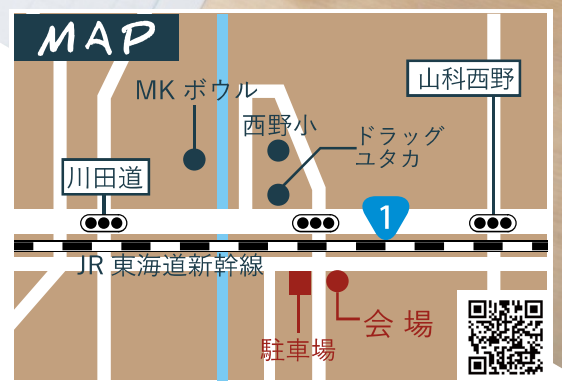 MAP
山科西野
MK ボウル
西野小
ドラッグ
ユタカ
川田道
1
JR 東海道新幹線
会 場
駐車場